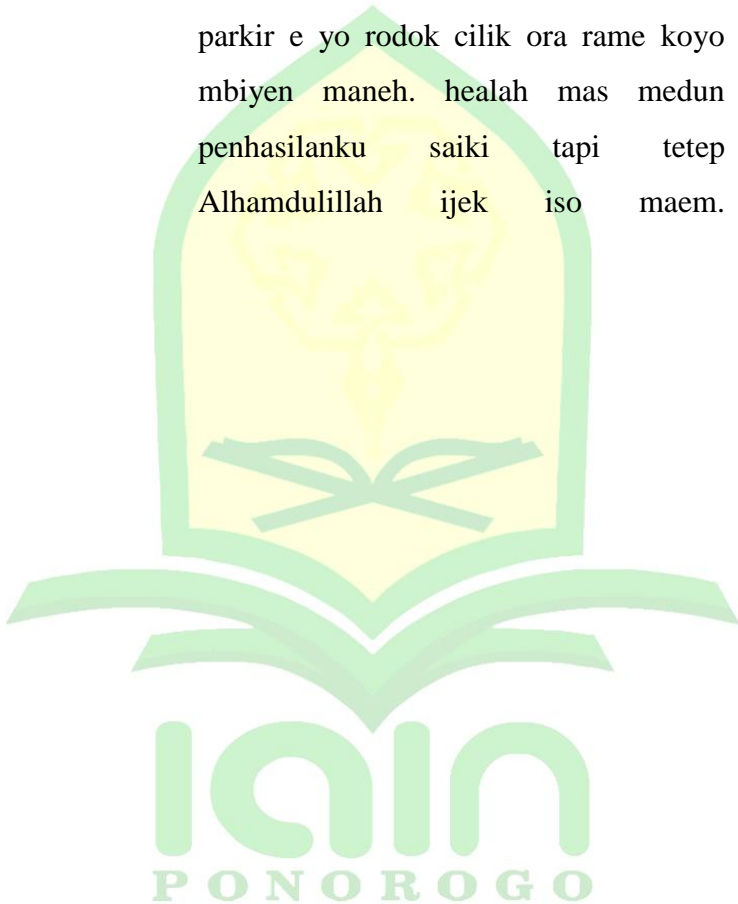 parkir e yo rodok cilik ora rame koyo
mbiyen maneh. healah mas medun
penhasilanku saiki tapi tetep
Alhamdulillah ijek iso maem.
iain
PONOROGO